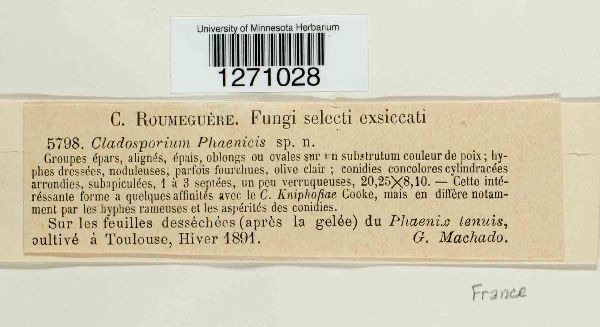 University of Minnesota Herbarium
1271028
C. ROUMEGUÈRE. Fungi selecti exsiccati
5798. Cladosporium Phaenicis sp. n.
Groupes épars, alignés, épais, oblongs ou ovales sur un substrutum couleur de poix; hy-
phes dressées, noduleuses, parfois fourchues, olive clair; conidies concolores cylindracées
arrondies, subapiculées, 1 à 3 septées, un peu verruqueuses, 20,25×8,10. — Cette inté-
réssante forme a quelques affinités avec le C. Kniphofiae Cooke, mais en diffère notam-
ment par les hyphes rameuses et les aspérités des conidies.
Sur les feuilles desséchées (après la gelée) du Phaenix tenuis,
cultivé à Toulouse, Hiver 1891. G. Machado.
France